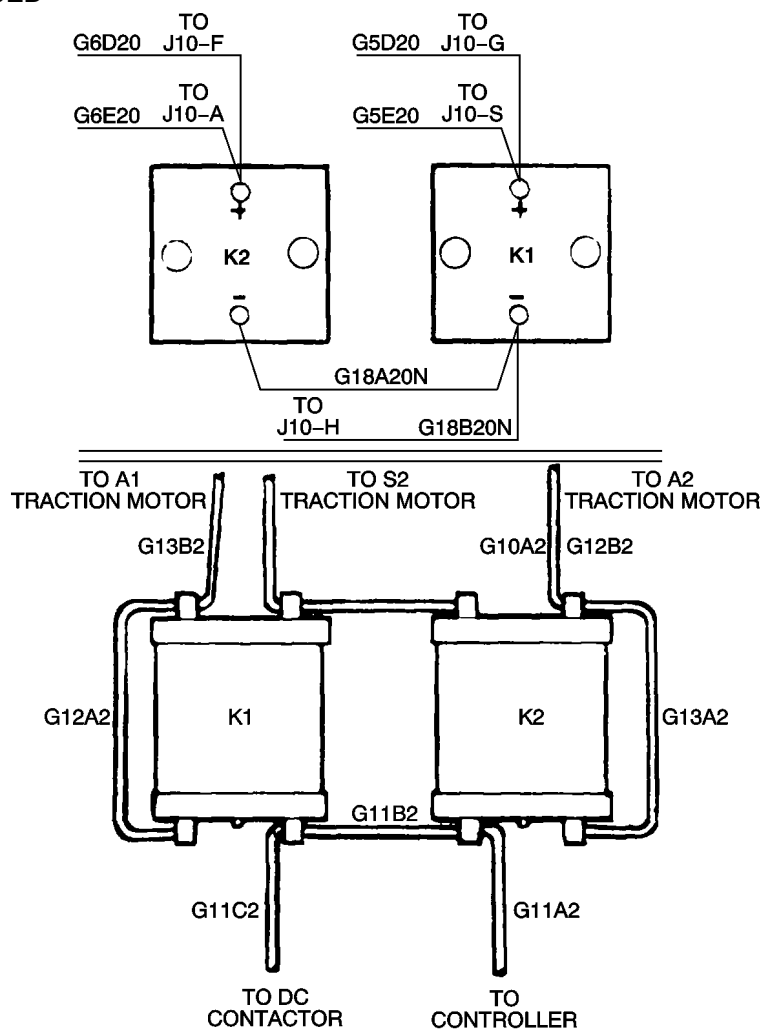 TO
G6D20 J10-F
TO
G6E20 J10-A
TO
G5D20 J10-G
TO
G5E20 J10-S
+
K2
-
+
K1
-
G18A20N
TO
J10-H
G18B20N
TO A1
TRACTION MOTOR
TO S2
TRACTION MOTOR
TO A2
TRACTION MOTOR
G13B2
G10A2
G12B2
G12A2
K1
K2
G13A2
G11B2
G11C2
G11A2
TO DC
CONTACTOR
TO
CONTROLLER